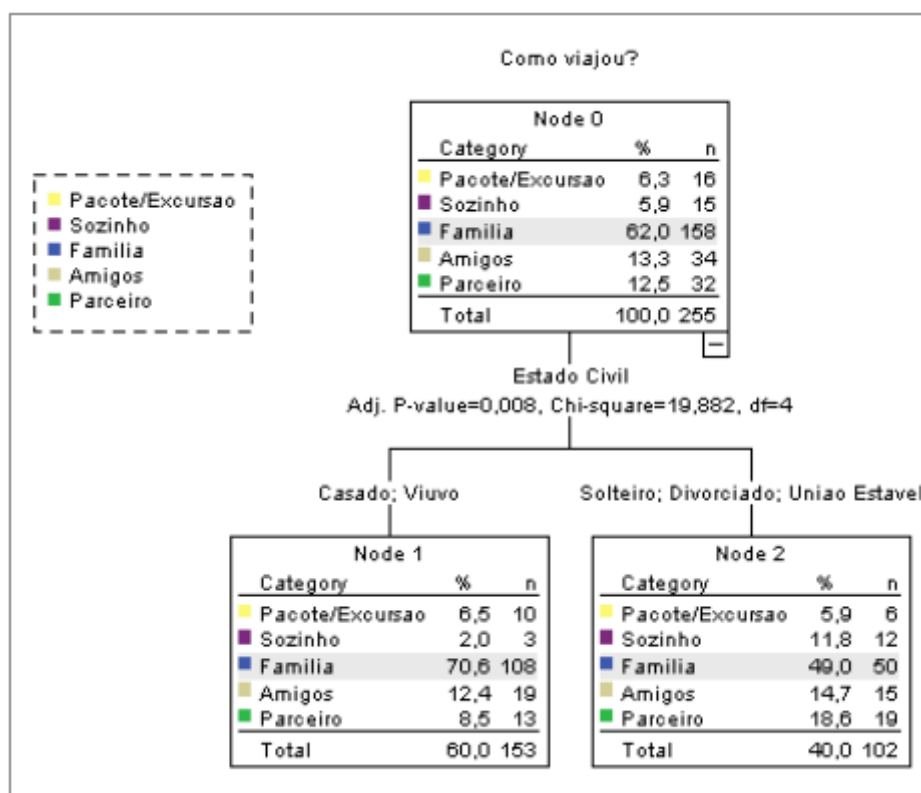 Como viajou?
Pacote/Excursao
Sozinho
Familia
Amigos
Parceiro
Node 0
Category % n
Pacote/Excursao 6,3 16
Sozinho 5,9 15
Familia 62,0 158
Amigos 13,3 34
Parceiro 12,5 32
Total 100,0 255
Estado Civil
Adj. P-value=0,008, Chi-square=19,882, df=4
Casado; Viuvo
Solteiro; Divorciado; Uniao Estavel
Node 1
Category % n
Pacote/Excursao 6,5 10
Sozinho 2,0 3
Familia 70,6 108
Amigos 12,4 19
Parceiro 8,5 13
Total 60,0 153
Node 2
Category % n
Pacote/Excursao 5,9 6
Sozinho 11,8 12
Familia 49,0 50
Amigos 14,7 15
Parceiro 18,6 19
Total 40,0 102